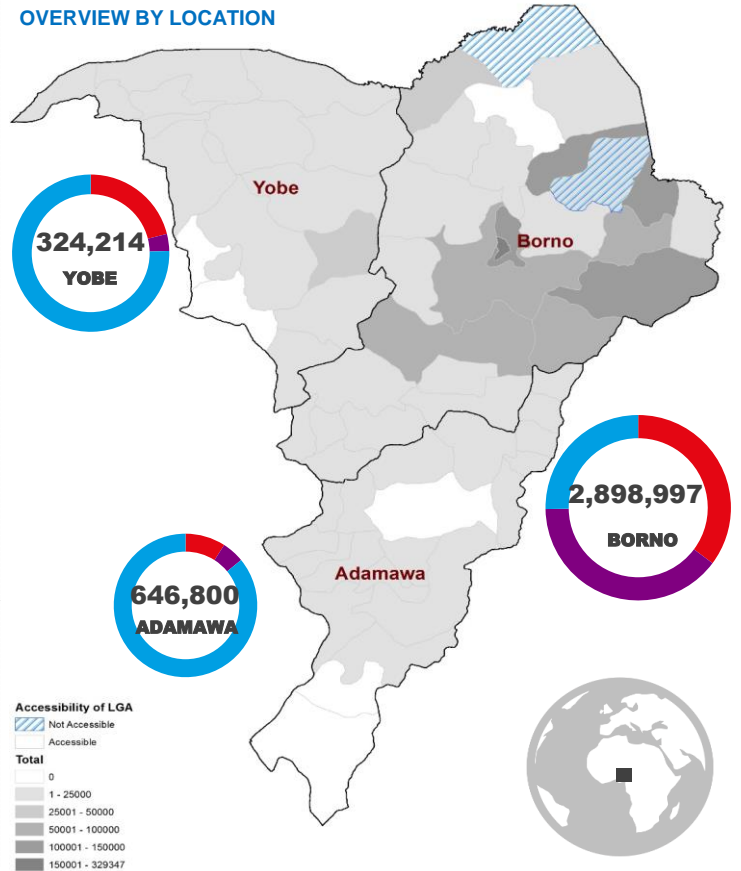 OVERVIEW BY LOCATION
Yobe
324,214
YOBE
Borno
2,898,997
BORNO
646,800
ADAMAWA
Adamawa
Accessibility of LGA
Not Accessible
Accessible
Total
0
1 - 25000
25001 - 50000
50001 - 100000
100001 - 150000
150001 - 329347